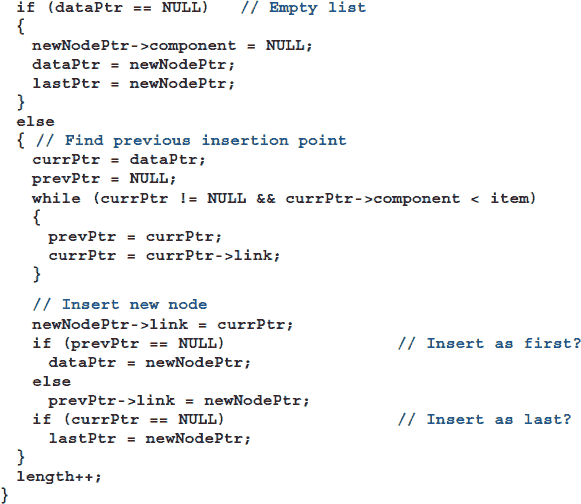 if (dataPtr == NULL)   // Empty list
{
newNodePtr->component = NULL;
dataPtr = newNodePtr;
lastPtr = newNodePtr;
}
else
{ // Find previous insertion point
currPtr = dataPtr;
prevPtr = NULL;
while (currPtr != NULL && currPtr->component < item)
{
prevPtr = currPtr;
currPtr = currPtr->link;
}
// Insert new node
newNodePtr->link = currPtr;
if (prevPtr == NULL)   // Insert as first?
dataPtr = newNodePtr;
else
prevPtr->link = newNodePtr;
if (currPtr == NULL)   // Insert as last?
lastPtr = newNodePtr;
}
length++;
}